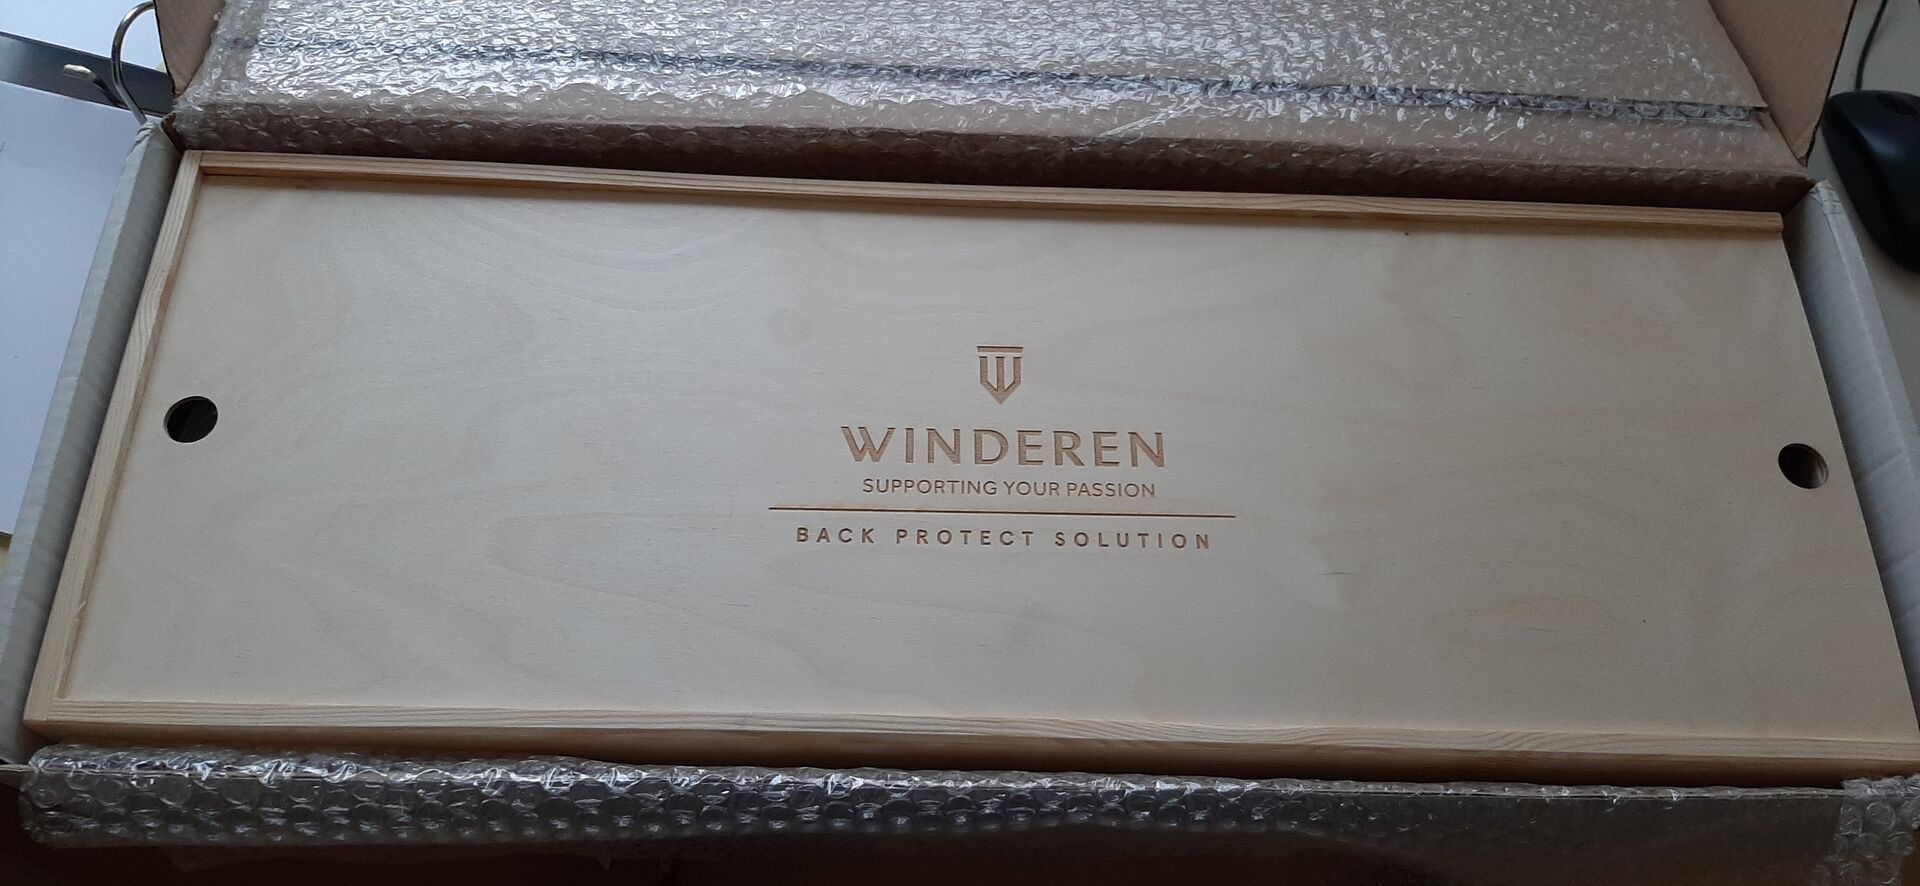 WINDEREN
SUPPORTING YOUR PASSION
BACK PROTECT SOLUTION